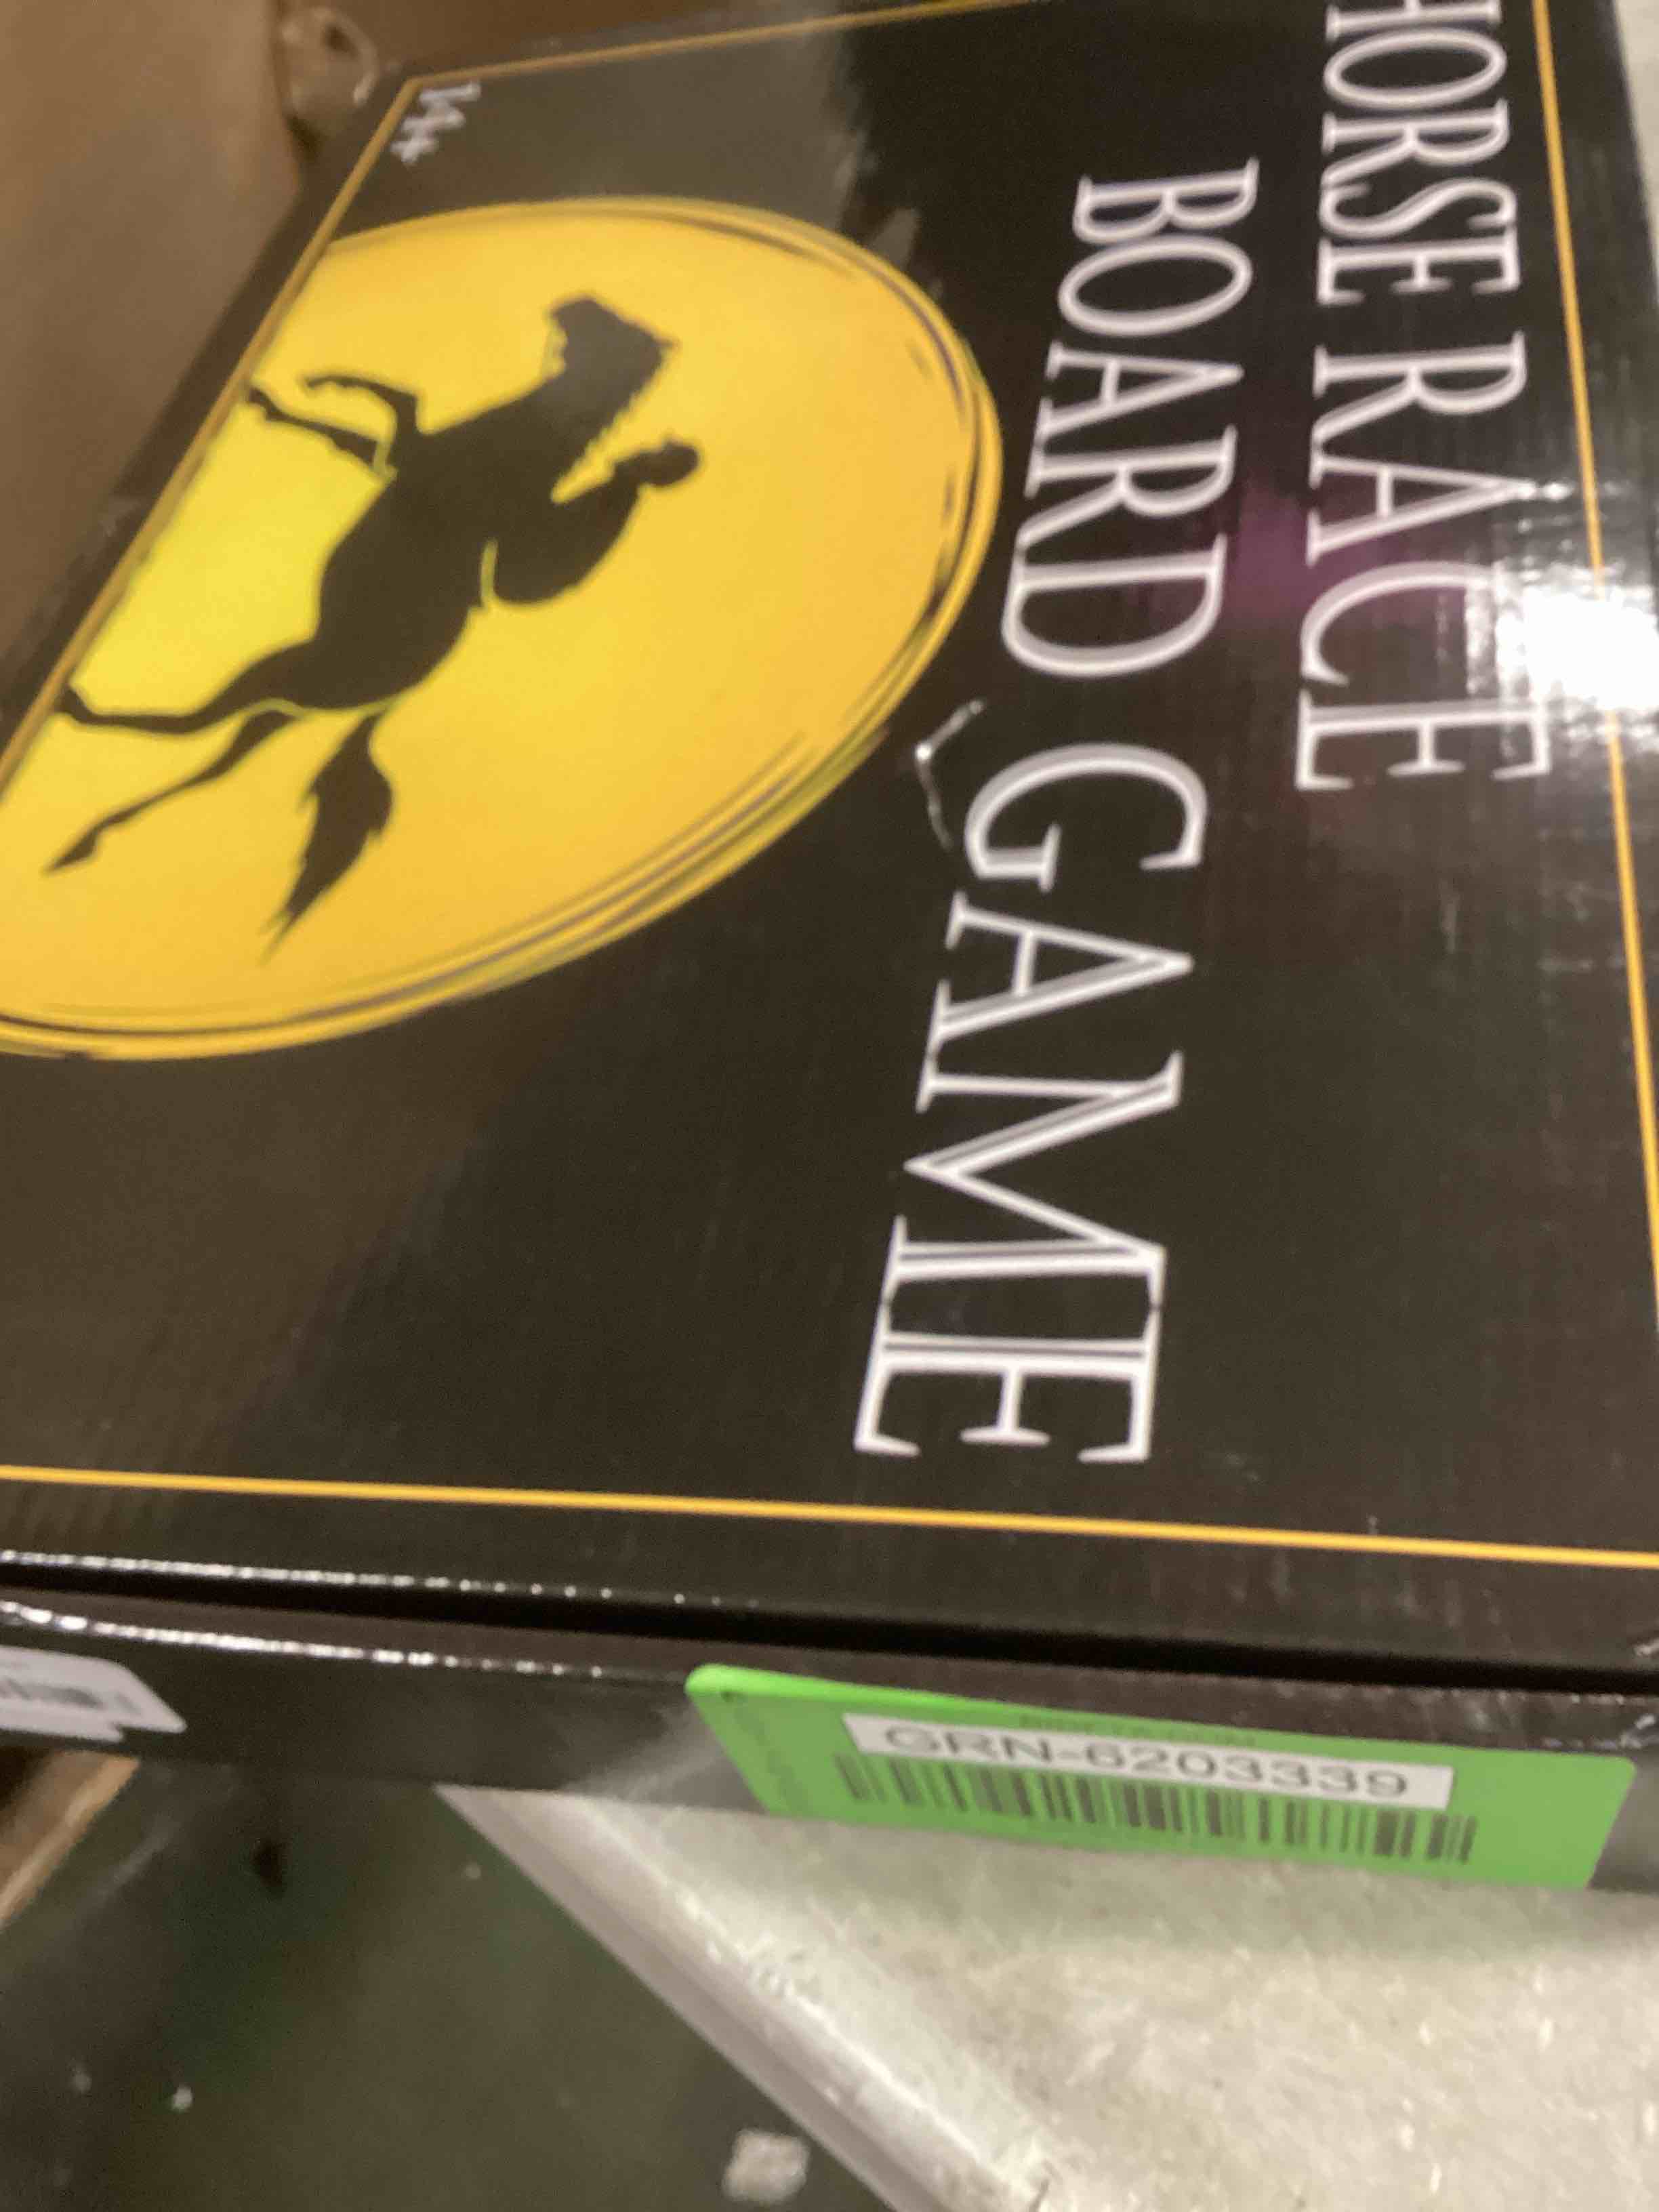 HORSE RACE
BOARD GAME
14+
GRN-6203339